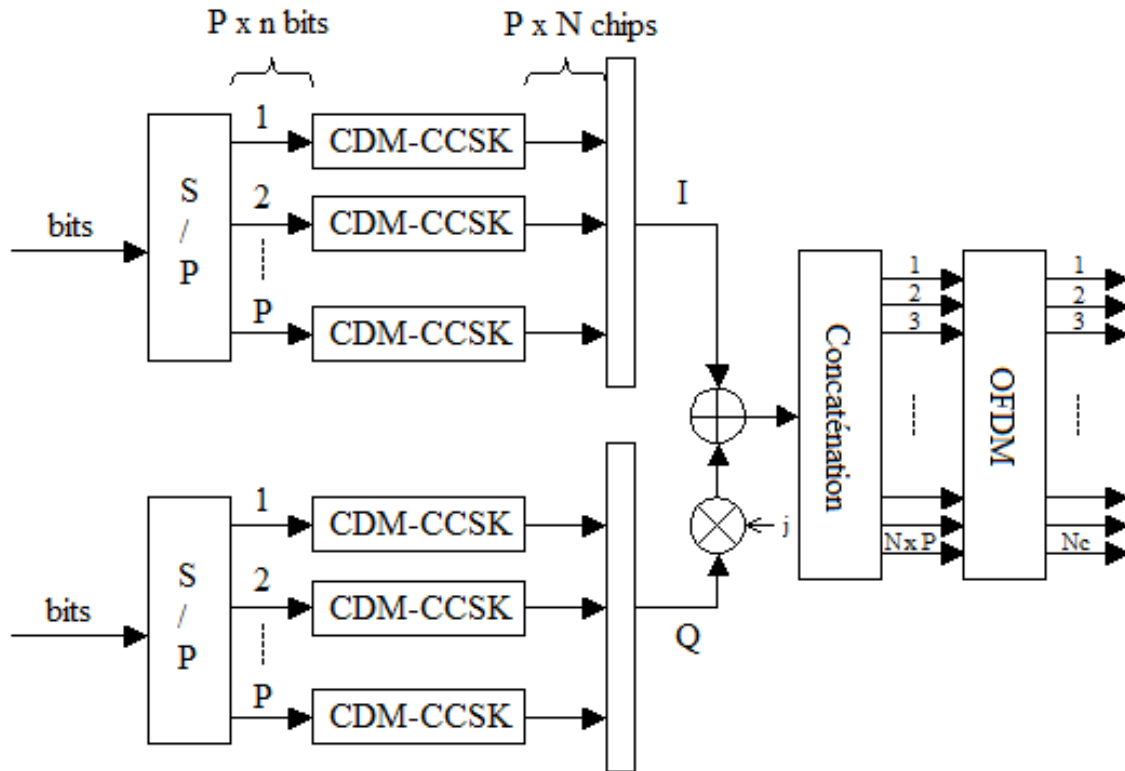 P x n bits
P x N chips
bits
S
/
P
1
2
P
CDM-CCSK
CDM-CCSK
CDM-CCSK
I
bits
S
/
P
1
2
P
CDM-CCSK
CDM-CCSK
CDM-CCSK
Q
j
Concaténation
1
2
3
N x P
OFDM
1
2
3
Nc